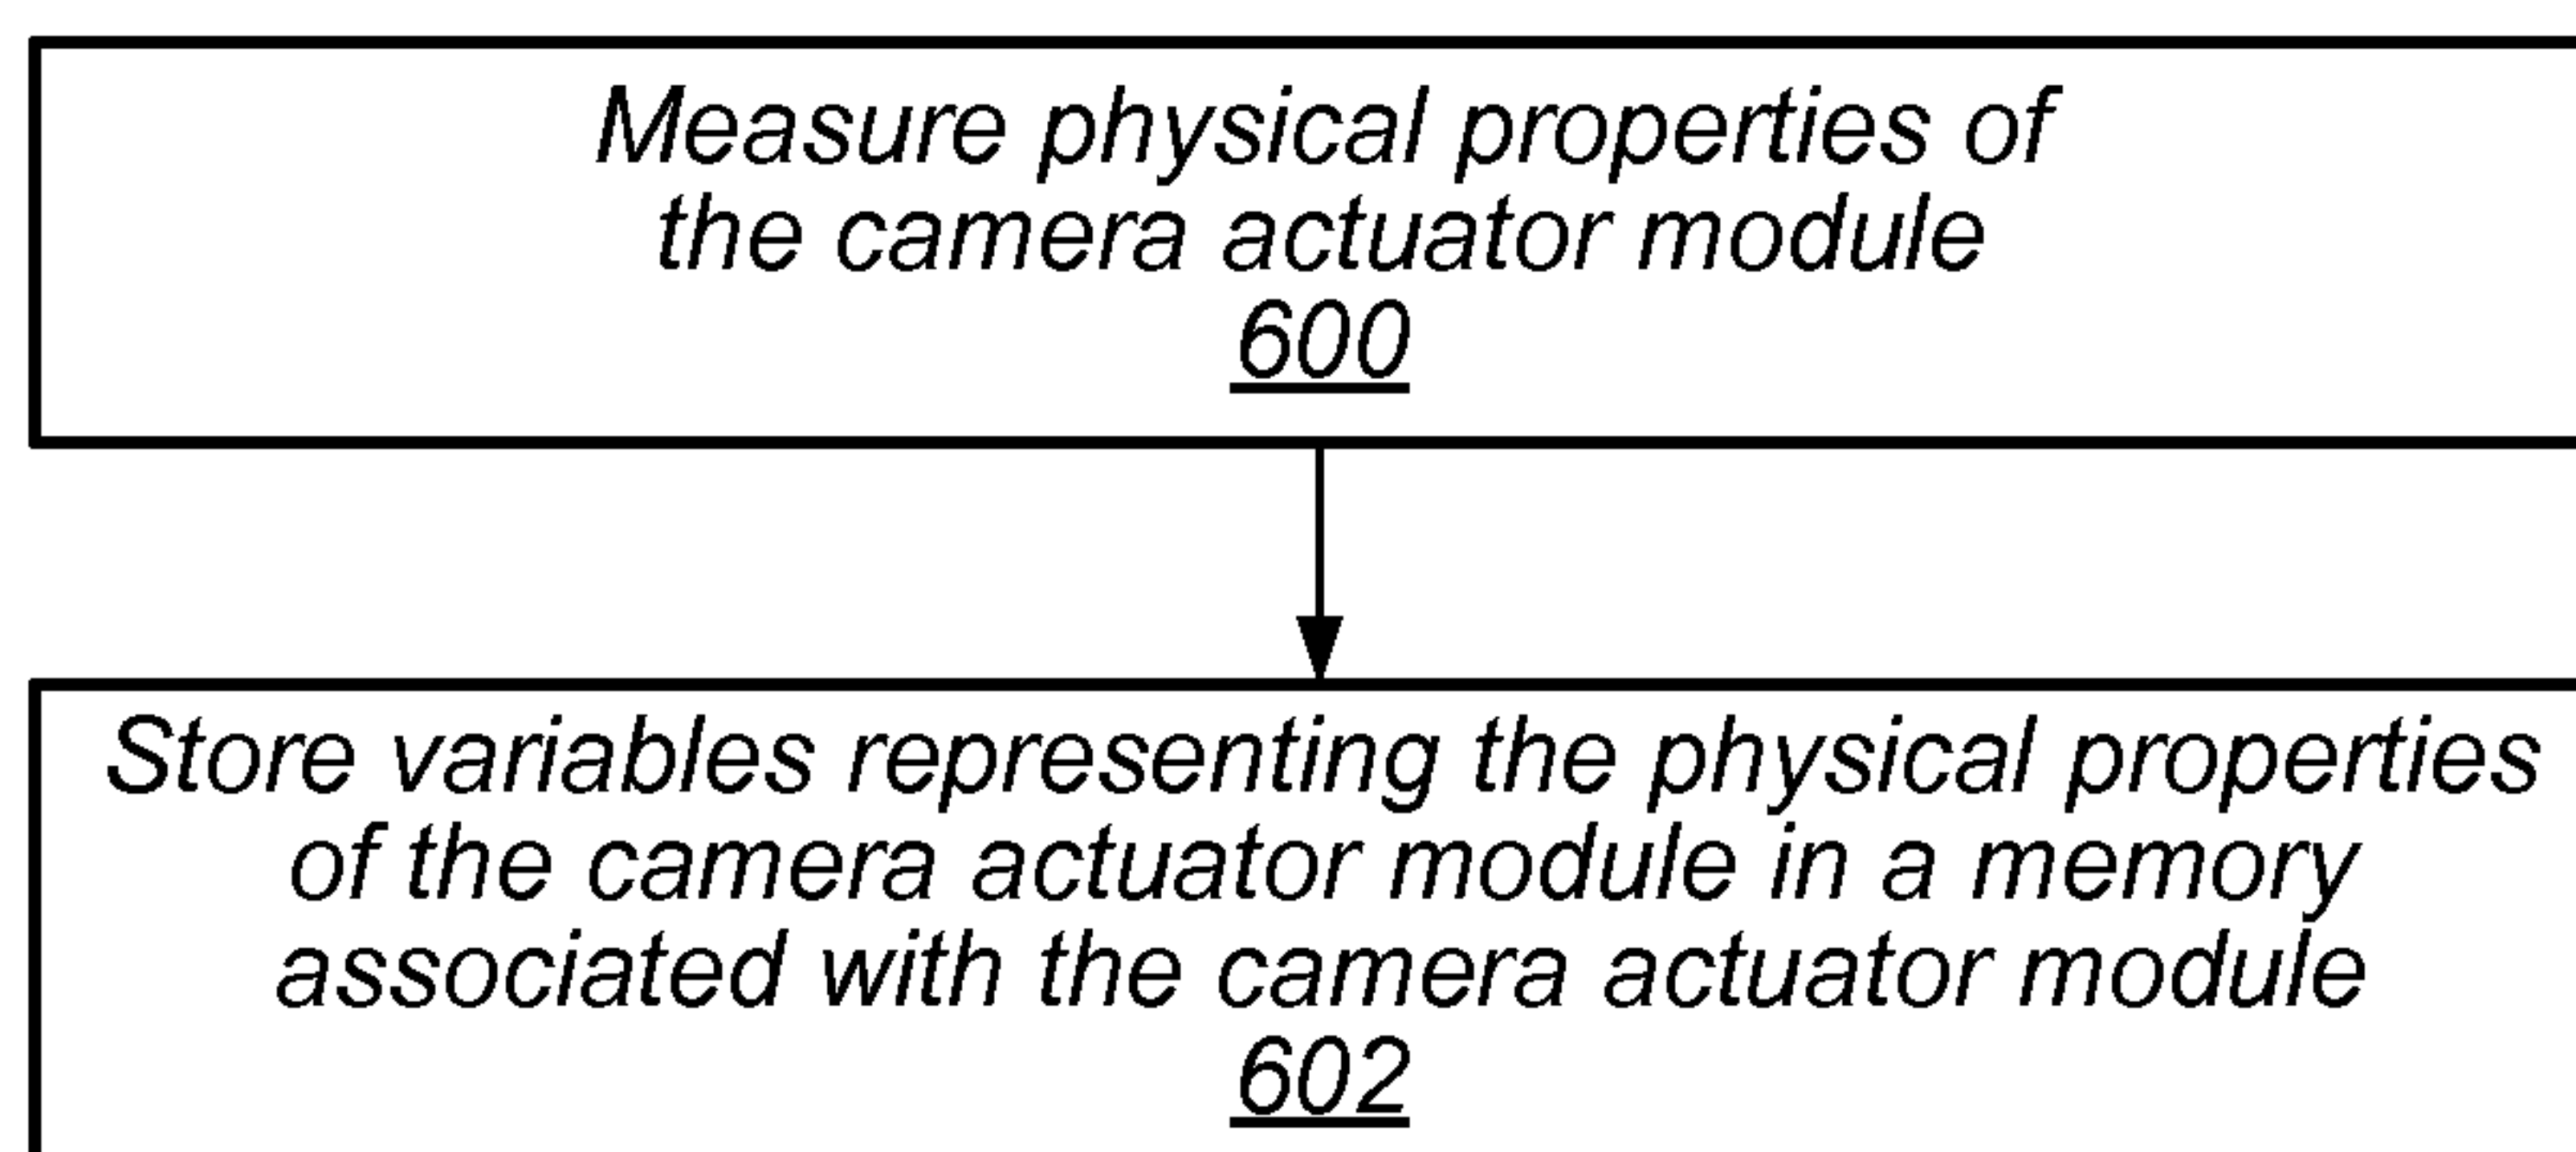 Measure physical properties of
the camera actuator module
600
Store variables representing the physical properties
of the camera actuator module in a memory
associated with the camera actuator module
602